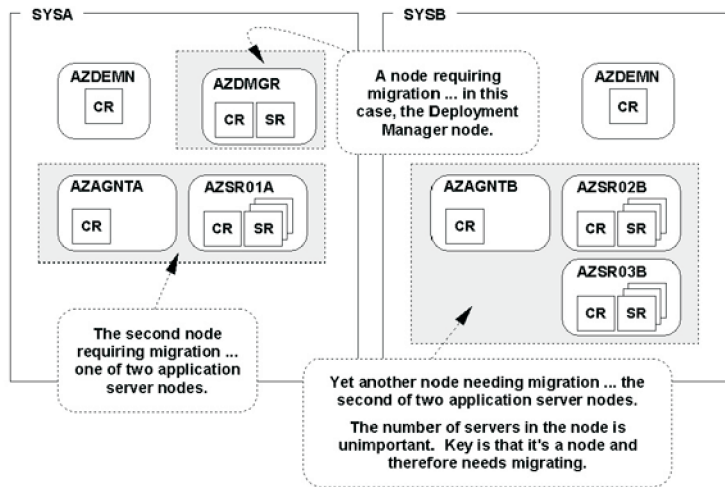 SYSA
SYSB
AZDEMN
CR
AZDMGR
CR
SR
A node requiring
migration ... in this
case, the Deployment
Manager node.
AZDEMN
CR
AZAGNTA
CR
AZSR01A
CR
SR
AZAGNTB
CR
AZSR02B
CR
SR
AZSR03B
CR
SR
The second node
requiring migration ...
one of two application
server nodes.
Yet another node needing migration ... the
second of two application server nodes.
The number of servers in the node is
unimportant. Key is that it's a node and
therefore needs migrating.